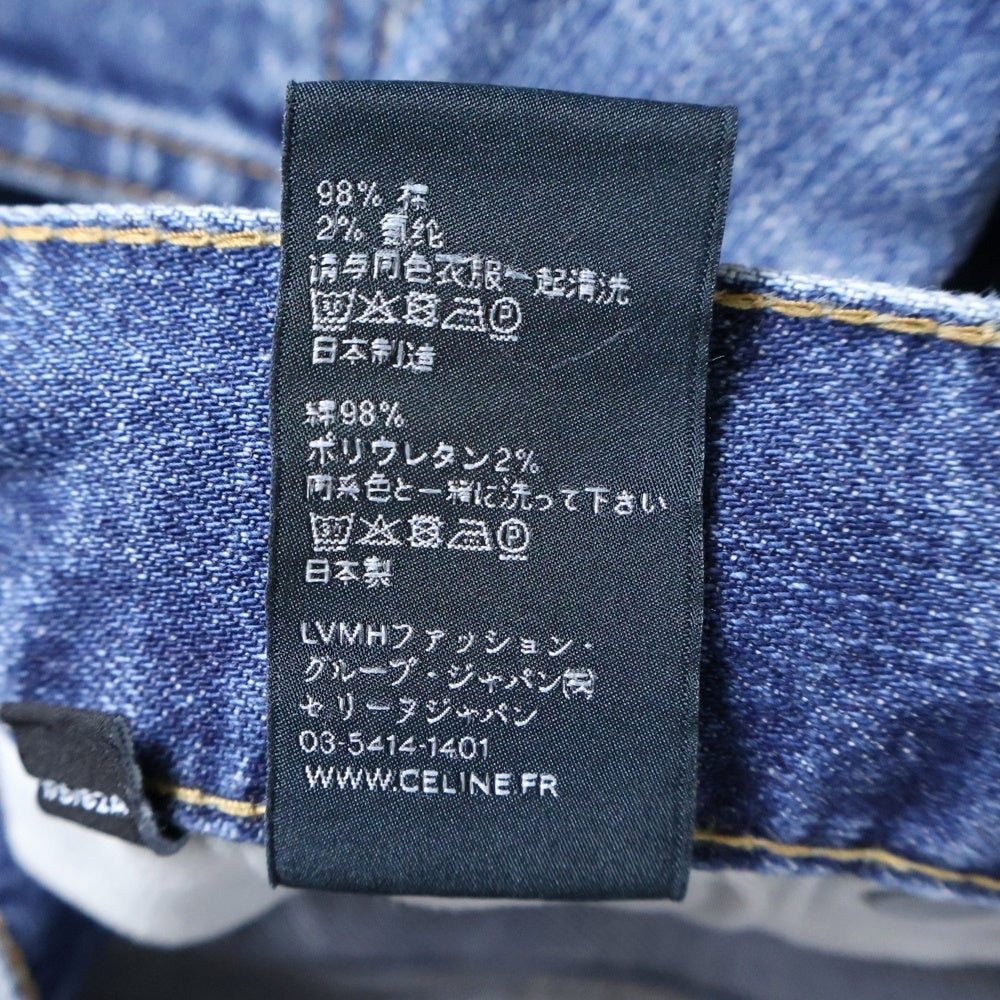 98% 棉
2% 氨纶
请与同色衣服一起清洗
P
日本制造
綿98%
ポリウレタン2%
同系色と一緒に洗って下さい
P
日本製
LVMHファッション・
グループ・ジャパン㈱
セリーヌジャパン
03-5414-1401
WWW.CELINE.FR